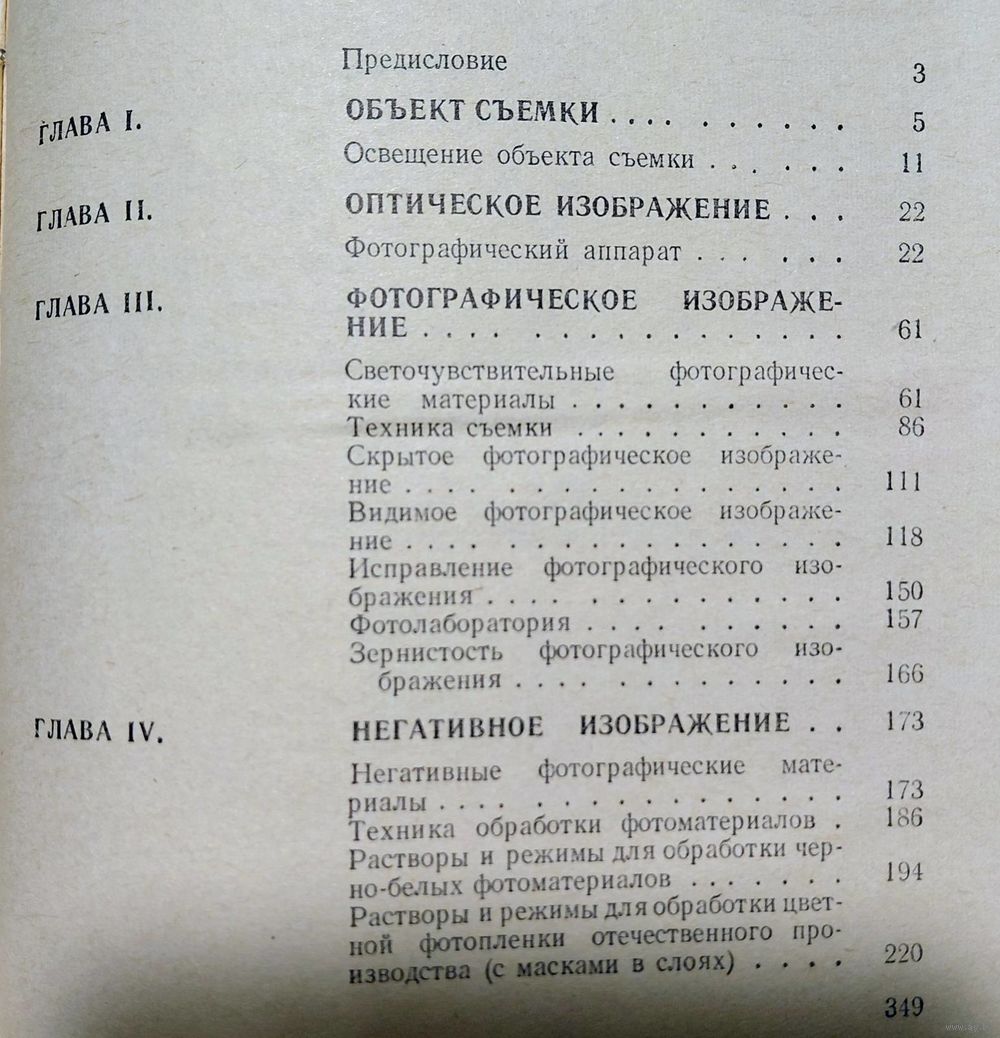 Предисловие 3
ГЛАВА I. ОБЪЕКТ СЪЕМКИ . . . . . . . . . . 5
Освещение объекта съемки . . . . . . 11
ГЛАВА II. ОПТИЧЕСКОЕ ИЗОБРАЖЕНИЕ . . . 22
Фотографический аппарат . . . . . . 22
ГЛАВА III. ФОТОГРАФИЧЕСКОЕ ИЗОБРАЖЕ-
НИЕ . . . . . . . . . . . . . . . 61
Светочувствительные фотографичес-
кие материалы . . . . . . . . . . . 61
Техника съемки . . . . . . . . . . . 86
Скрытое фотографическое изображе-
ние . . . . . . . . . . . . . . . . 111
Видимое фотографическое изображе-
ние . . . . . . . . . . . . . . . . 118
Исправление фотографического изо-
бражения . . . . . . . . . . . . . 150
Фотолаборатория . . . . . . . . . . 157
Зернистость фотографического изо-
бражения . . . . . . . . . . . . 166
ГЛАВА IV. НЕГАТИВНОЕ ИЗОБРАЖЕНИЕ . . 173
Негативные фотографические мате-
риалы . . . . . . . . . . . . . . 173
Техника обработки фотоматериалов . 186
Растворы и режимы для обработки чер-
но-белых фотоматериалов . . . . . . . 194
Растворы и режимы для обработки цвет-
ной фотопленки отечественного про-
изводства (с масками в слоях) . . . . 220
349